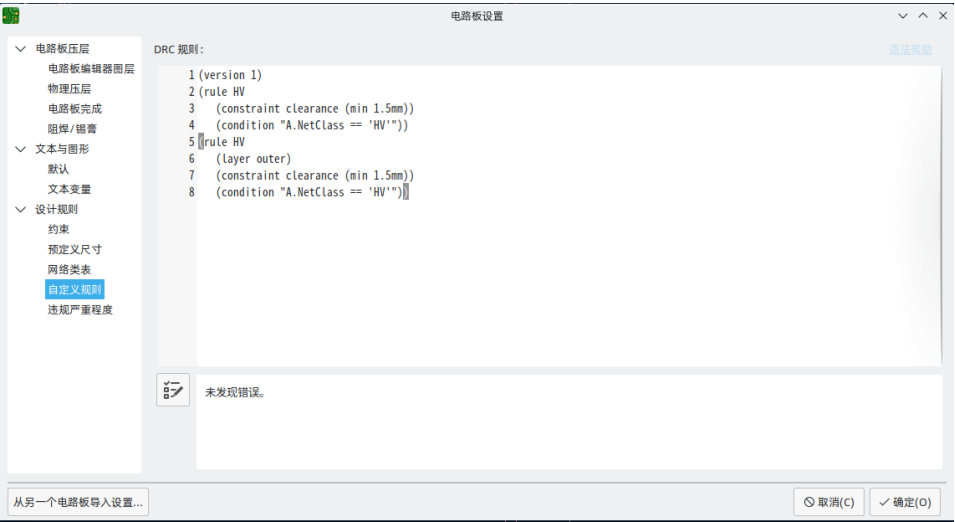 电路板设置
电路板压层
电路板编辑器图层
物理压层
电路板完成
阻焊/锡膏
文本与图形
默认
文本变量
设计规则
约束
预定义尺寸
网络类表
自定义规则
违规严重程度
DRC 规则：
语法帮助
1 (version 1)
2 (rule HV
3 (constraint clearance (min 1.5mm))
4 (condition "A.NetClass == 'HV'"))
5 (rule HV
6 (layer outer)
7 (constraint clearance (min 1.5mm))
8 (condition "A.NetClass == 'HV'"))
未发现错误。
从另一个电路板导入设置...
取消(C)
确定(O)